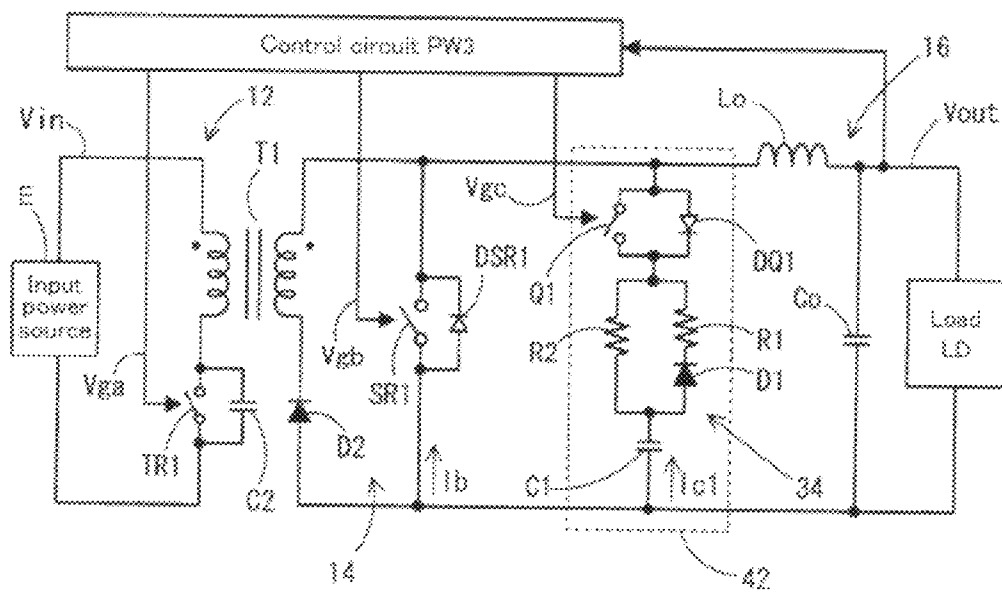 Control circuit PW3
12
Lo
16
Vin
T1
Vout
E
Vgc
Input
power
source
DSR1
Q1
DQ1
Co
Load
LD
Vga
Vgb
SR1
R2
R1
D1
TR1
C2
D2
Ib
C1
Ic1
34
14
42